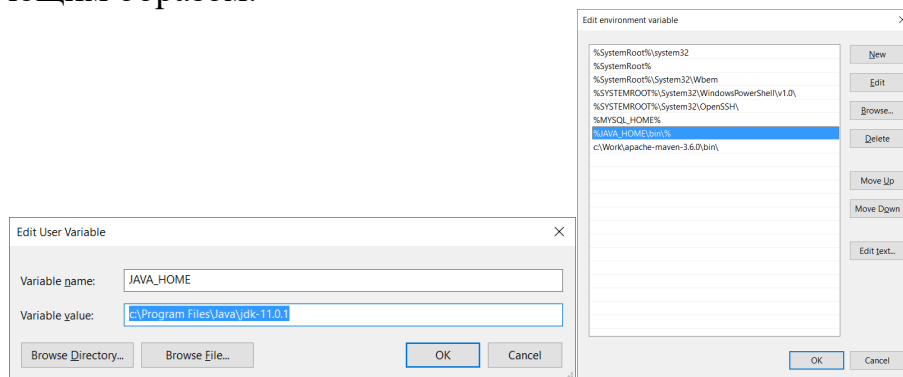 ющим образом:
Edit environment variable
%SystemRoot%\system32
%SystemRoot%
%SystemRoot%\System32\Wbem
%SYSTEMROOT%\System32\WindowsPowerShell\v1.0\
%SYSTEMROOT%\System32\OpenSSH\
%MYSQL_HOME%
%JAVA_HOME\bin\%
c:\Work\apache-maven-3.6.0\bin\
New
Edit
Browse...
Delete
Move Up
Move Down
Edit text...
OK Cancel
Edit User Variable
Variable name: JAVA_HOME
Variable value: c:\Program Files\Java\jdk-11.0.1
Browse Directory... Browse File... OK Cancel